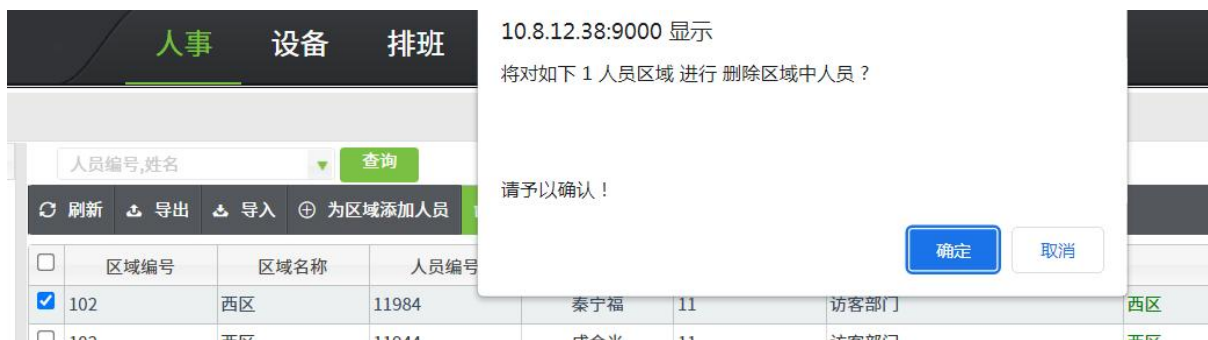 人事 设备 排班
10.8.12.38:9000 显示
将对如下 1 人员区域 进行 删除区域中人员？
请予以确认！
确定 取消
人员编号,姓名 查询
刷新 导出 导入 为区域添加人员
区域编号 区域名称 人员编号
102 西区 11984 秦宁福 11 访客部门 西区